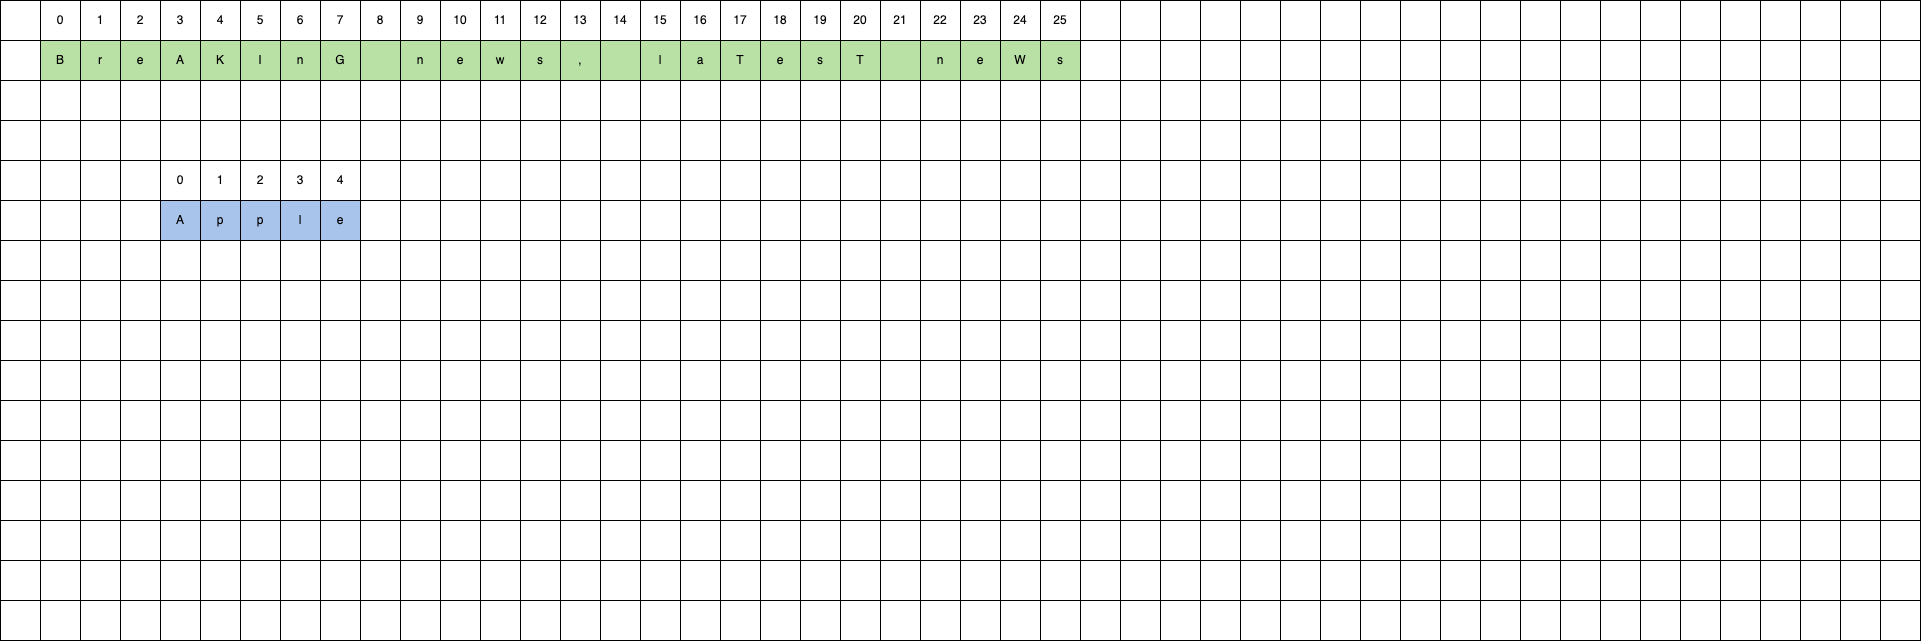 0 1 2 3 4 5 6 7 8 9 10 11 12 13 14 15 16 17 18 19 20 21 22 23 24 25
B r e A K I n G n e w s , l a T e s T n e W s
0 1 2 3 4
A p p l e